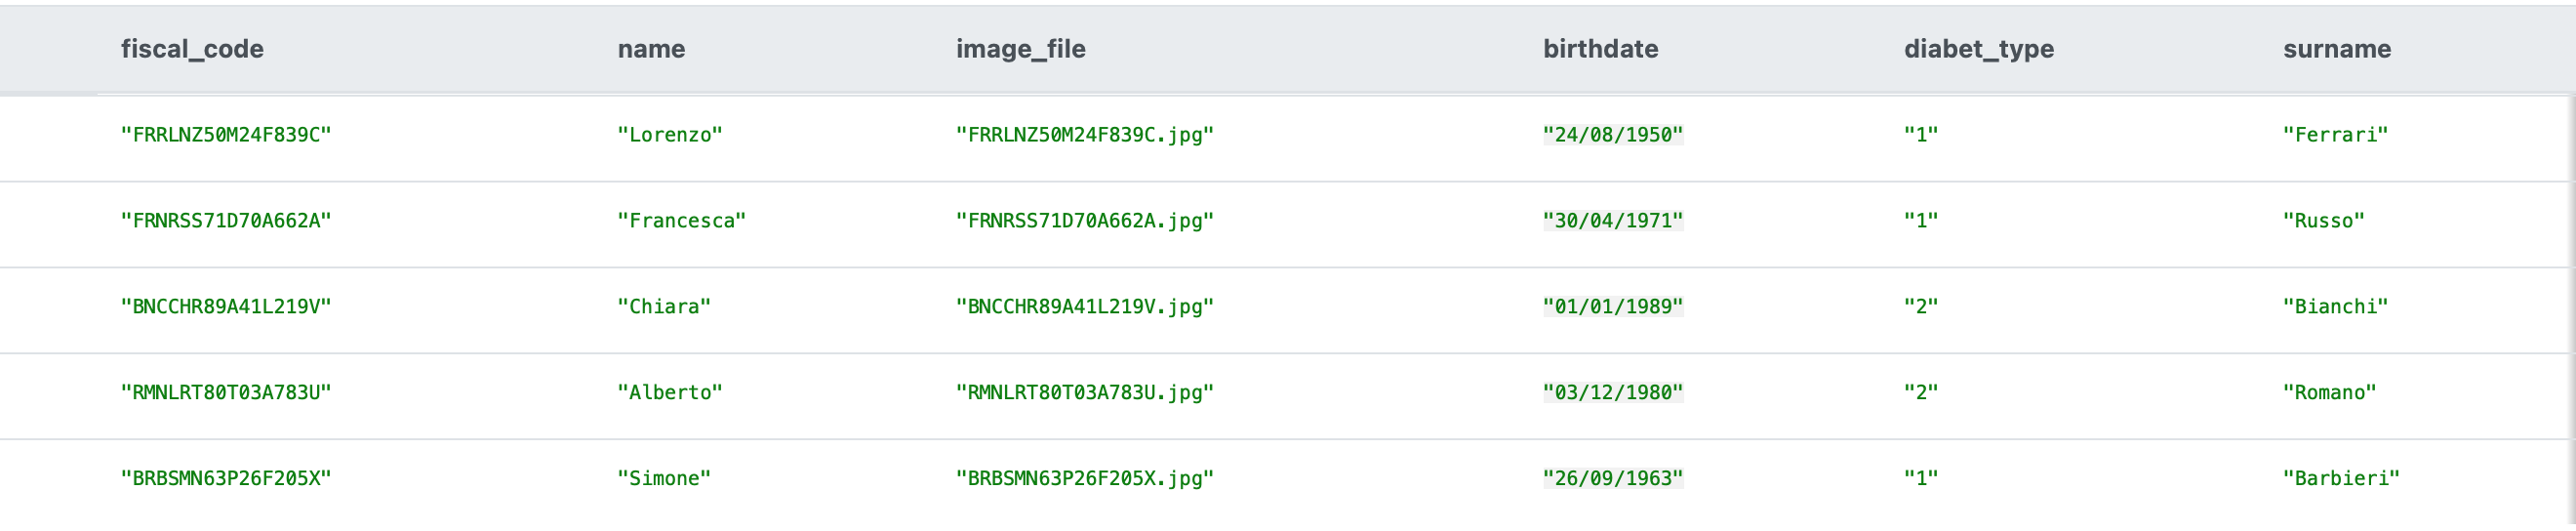 fiscal_code name image_file birthdate diabet_type surname
"FRRLNZ50M24F839C" "Lorenzo" "FRRLNZ50M24F839C.jpg" "24/08/1950" "1" "Ferrari"
"FRNRSS71D70A662A" "Francesca" "FRNRSS71D70A662A.jpg" "30/04/1971" "1" "Russo"
"BNCCHR89A41L219V" "Chiara" "BNCCHR89A41L219V.jpg" "01/01/1989" "2" "Bianchi"
"RMNLRT80T03A783U" "Alberto" "RMNLRT80T03A783U.jpg" "03/12/1980" "2" "Romano"
"BRBSMN63P26F205X" "Simone" "BRBSMN63P26F205X.jpg" "26/09/1963" "1" "Barbieri"